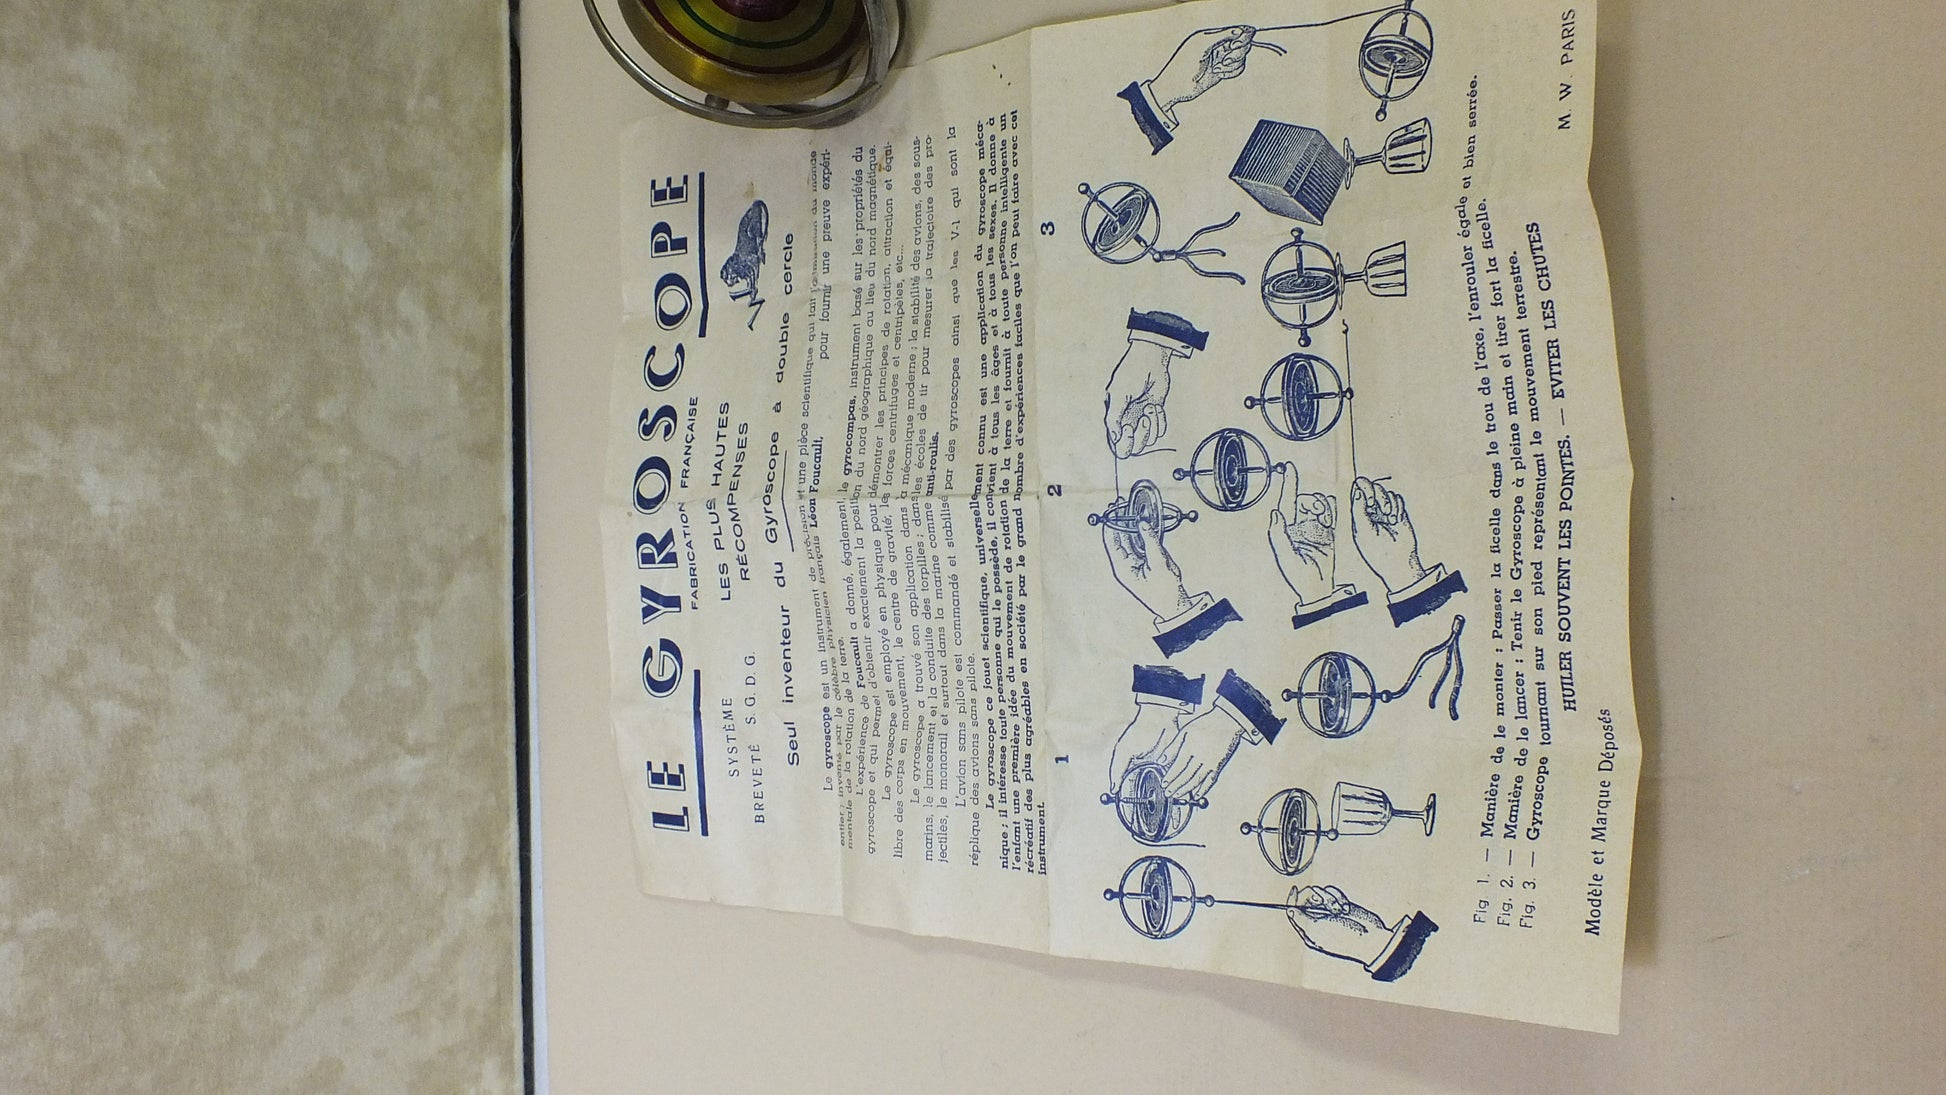 LE GYROSCOPE
FABRICATION FRANÇAISE
SYSTÈME
BREVETÉ S. G. D. G.
LES PLUS HAUTES
RÉCOMPENSES
Seul inventeur du Gyroscope à double cercle
Le gyroscope est un instrument de précision et une pièce scientifique qui fait l'admiration du monde
entier ; inventé par le célèbre physicien français Léon Foucault, pour fournir une preuve expéri-
mentale de la rotation de la terre.
L'expérience de Foucault a donné, également, le gyrocompas, instrument basé sur les propriétés du
gyroscope et qui permet d'obtenir exactement la position du nord géographique au lieu du nord magnétique.
Le gyroscope est employé en physique pour démontrer les principes de rotation, attraction et équi-
libre des corps en mouvement, le centre de gravité, les forces centrifuges et centripètes, etc...
Le gyroscope a trouvé son application dans la mécanique moderne ; la stabilité des avions, des sous-
marins, le lancement et la conduite des torpilles ; dans les écoles de tir pour mesurer la trajectoire des pro-
jectiles, le monorail et surtout dans la marine comme anti-roulis.
L'avion sans pilote est commandé et stabilisé par des gyroscopes ainsi que les V-1 qui sont la
réplique des avions sans pilote.
Le gyroscope ce jouet scientifique, universellement connu est une application du gyroscope méca-
nique ; il intéresse toute personne qui le possède, il convient à tous les âges et à tous les sexes. Il donne à
l'enfant une première idée du mouvement de rotation de la terre et fournit à toute personne intelligente un
récréatif des plus agréables en société par le grand nombre d'expériences faciles que l'on peut faire avec cet
instrument.
1
2
3
Fig. 1. — Manière de le monter : Passer la ficelle dans le trou de l'axe, l'enrouler égale et bien serrée.
Fig. 2. — Manière de le lancer : Tenir le Gyroscope à pleine main et tirer fort la ficelle.
Fig. 3. — Gyroscope tournant sur son pied représentant le mouvement terrestre.
HUILER SOUVENT LES POINTES. — EVITER LES CHUTES
Modèle et Marque Déposés
M. W. PARIS